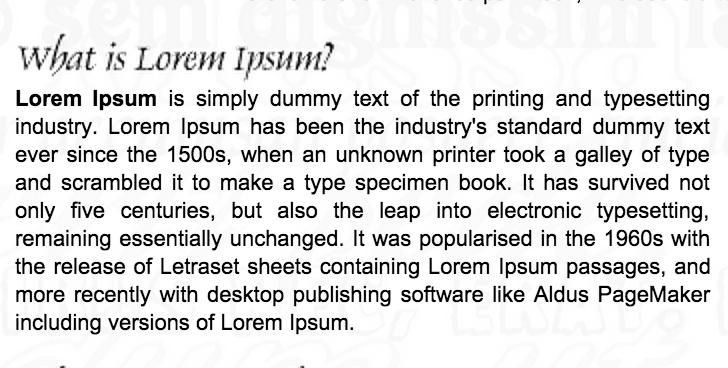 What is Lorem Ipsum?
Lorem Ipsum is simply dummy text of the printing and typesetting
industry. Lorem Ipsum has been the industry's standard dummy text
ever since the 1500s, when an unknown printer took a galley of type
and scrambled it to make a type specimen book. It has survived not
only five centuries, but also the leap into electronic typesetting,
remaining essentially unchanged. It was popularised in the 1960s with
the release of Letraset sheets containing Lorem Ipsum passages, and
more recently with desktop publishing software like Aldus PageMaker
including versions of Lorem Ipsum.